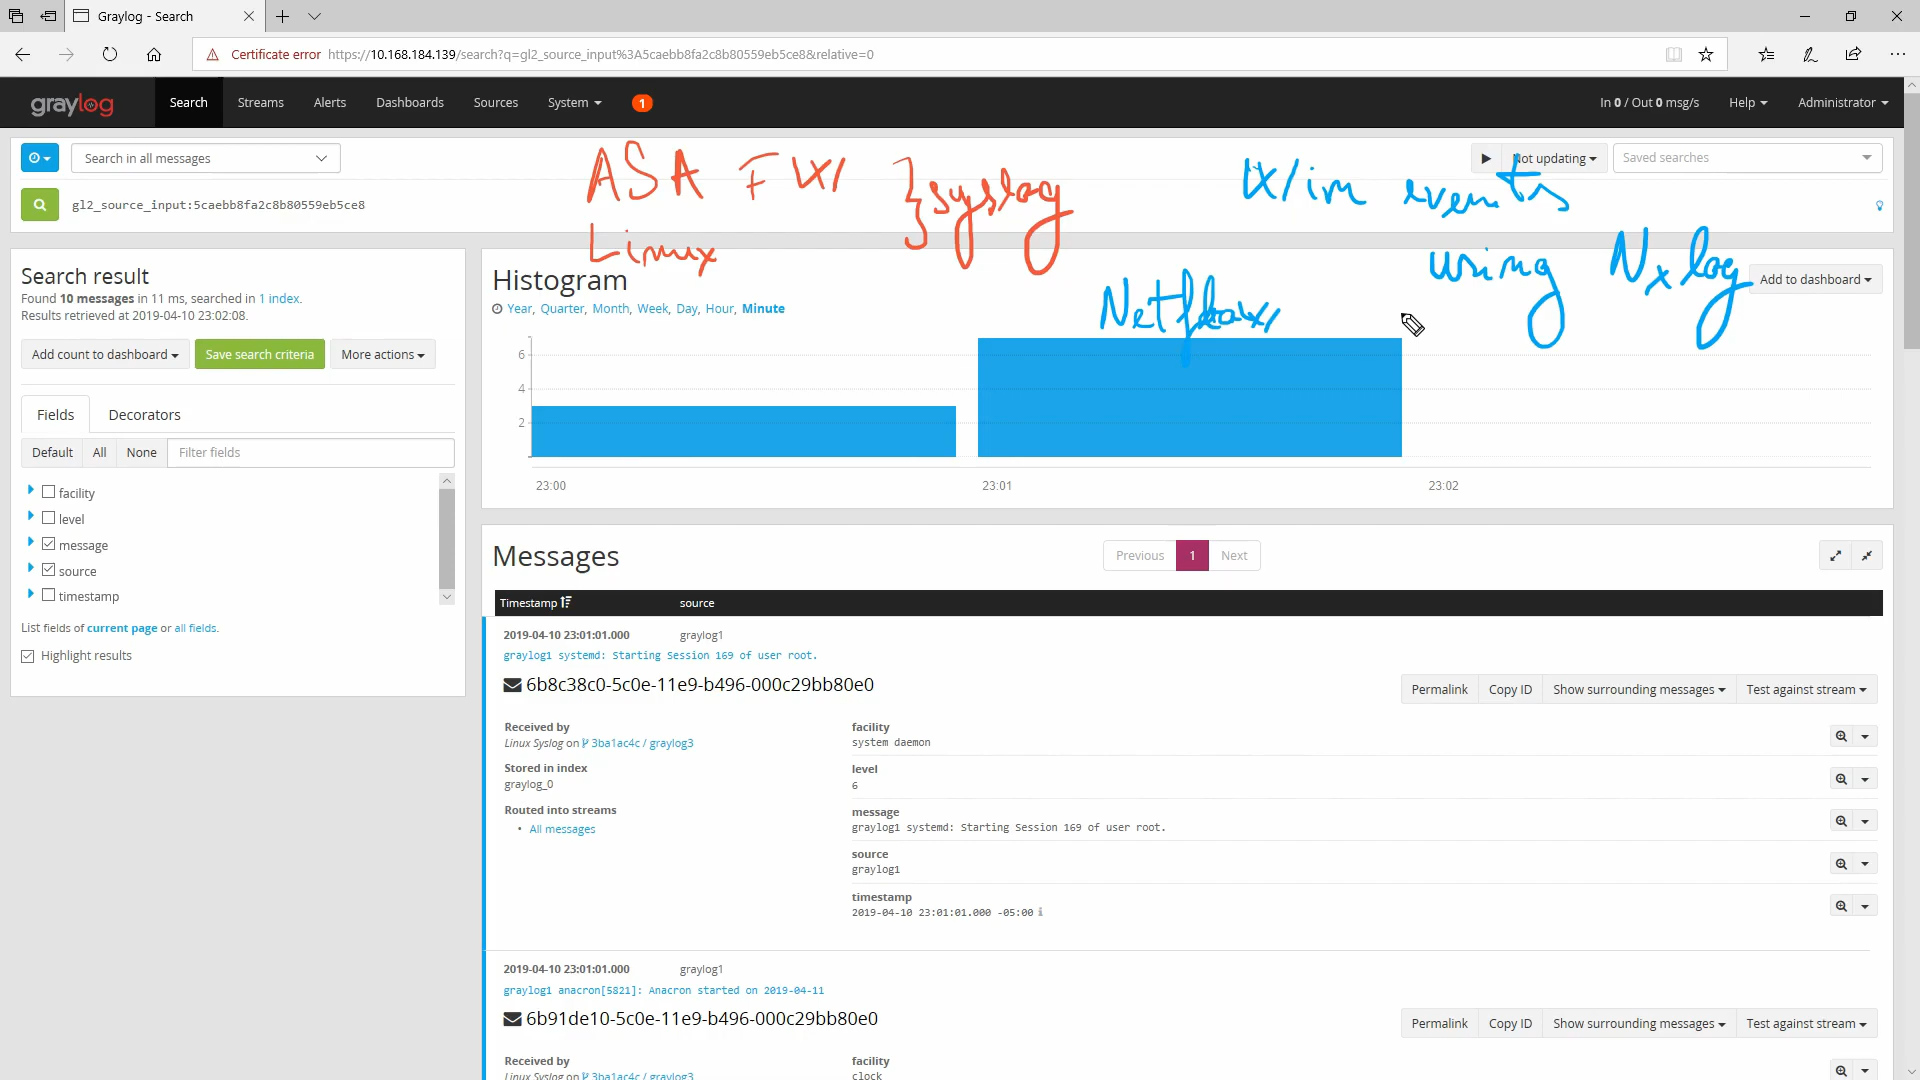 Graylog - Search
Certificate error https://10.168.184.139/search?q=gl2_source_input%3A5caebb8fa2c8b80559eb5ce8&relative=0
graylog Search Streams Alerts Dashboards Sources System 1 In 0 / Out 0 msg/s Help Administrator
Search in all messages
Not updating
Saved searches
gl2_source_input:5caebb8fa2c8b80559eb5ce8
ASA FW } syslog
Linux
Win events
using Nxlog
Netflow
Search result
Found 10 messages in 11 ms, searched in 1 index.
Results retrieved at 2019-04-10 23:02:08.
Add count to dashboard Save search criteria More actions
Fields Decorators
Default All None Filter fields
facility
level
message
source
timestamp
List fields of current page or all fields.
Highlight results
Histogram
Add to dashboard
Year, Quarter, Month, Week, Day, Hour, Minute
6
4
2
23:00 23:01 23:02
Messages
Previous 1 Next
Timestamp source
2019-04-10 23:01:01.000 graylog1
graylog1 systemd: Starting Session 169 of user root.
6b8c38c0-5c0e-11e9-b496-000c29bb80e0
Permalink Copy ID Show surrounding messages Test against stream
Received by
Linux Syslog on 3ba1ac4c / graylog3
Stored in index
graylog_0
Routed into streams
• All messages
facility
system daemon
level
6
message
graylog1 systemd: Starting Session 169 of user root.
source
graylog1
timestamp
2019-04-10 23:01:01.000 -05:00
2019-04-10 23:01:01.000 graylog1
graylog1 anacron[5821]: Anacron started on 2019-04-11
6b91de10-5c0e-11e9-b496-000c29bb80e0
Permalink Copy ID Show surrounding messages Test against stream
Received by
Linux Syslog on 3ba1ac4c / graylog3
facility
clock